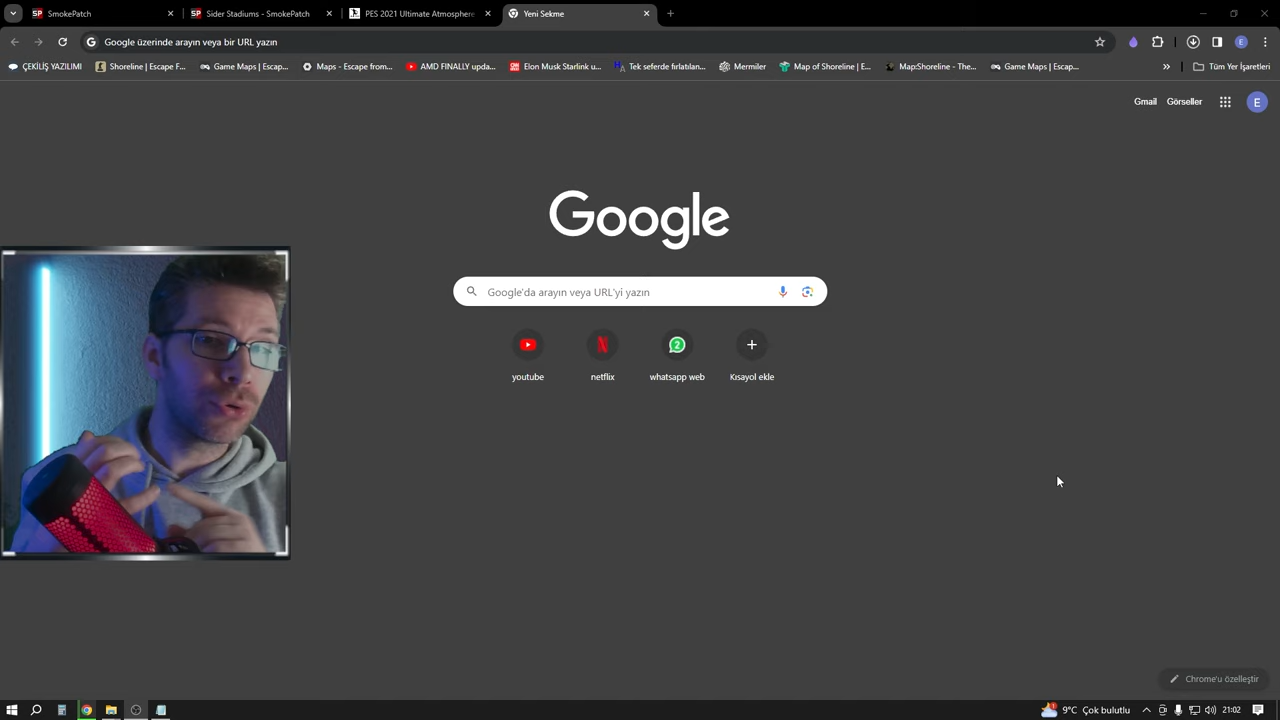 SmokePatch
Sider Stadiums - SmokePatch
PES 2021 Ultimate Atmosphere
Yeni Sekme
Google üzerinde arayın veya bir URL yazın
E
ÇEKİLİŞ YAZILIMI
Shoreline | Escape F...
Game Maps | Escap...
Maps - Escape from...
AMD FINALLY upda...
Elon Musk Starlink u...
Tek seferde fırlatılan...
Mermiler
Map of Shoreline | E...
Map:Shoreline - The...
Game Maps | Escap...
Tüm Yer İşaretleri
Gmail
Görseller
E
Google
Google'da arayın veya URL'yi yazın
2
youtube
netflix
whatsapp web
Kısayol ekle
Chrome'u özelleştir
9°C Çok bulutlu
21:02